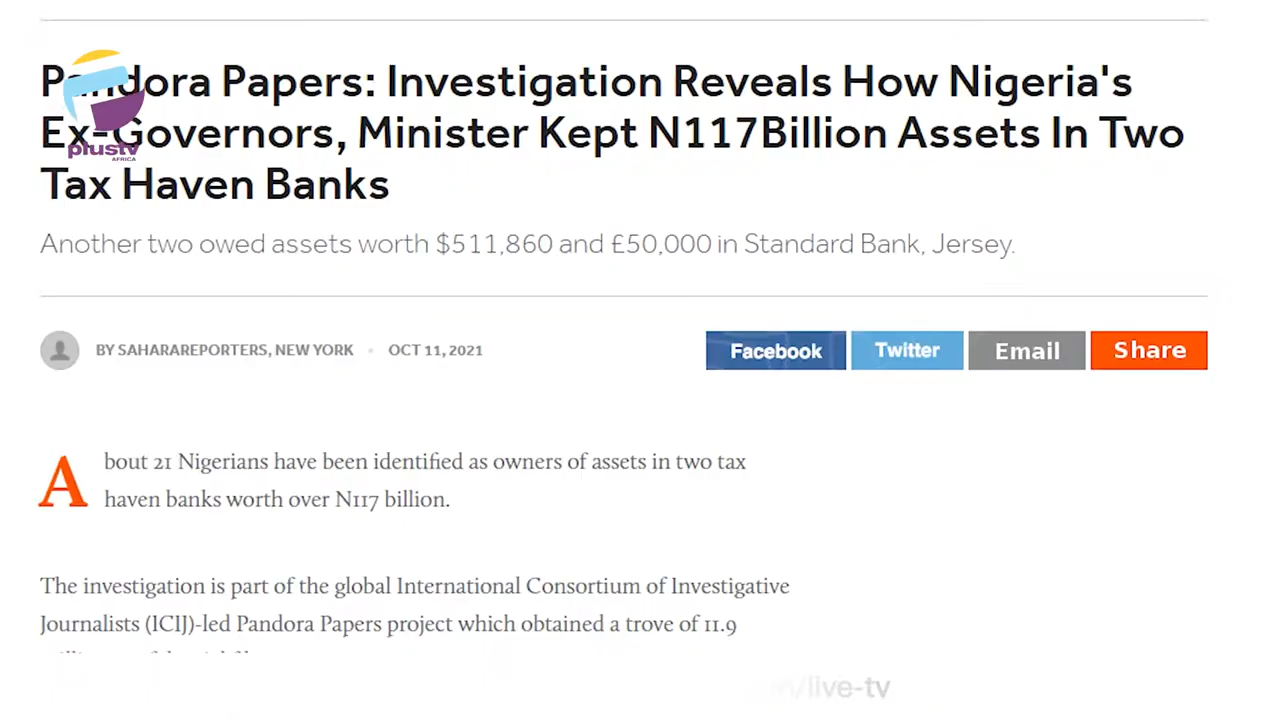 Pandora Papers: Investigation Reveals How Nigeria's
Ex-Governors, Minister Kept N117Billion Assets In Two
Tax Haven Banks
plustv
AFRICA
Another two owed assets worth $511,860 and £50,000 in Standard Bank, Jersey.
BY SAHARAREPORTERS, NEW YORK • OCT 11, 2021
Facebook Twitter Email Share
About 21 Nigerians have been identified as owners of assets in two tax
haven banks worth over N117 billion.
The investigation is part of the global International Consortium of Investigative
Journalists (ICIJ)-led Pandora Papers project which obtained a trove of 11.9
/live-tv